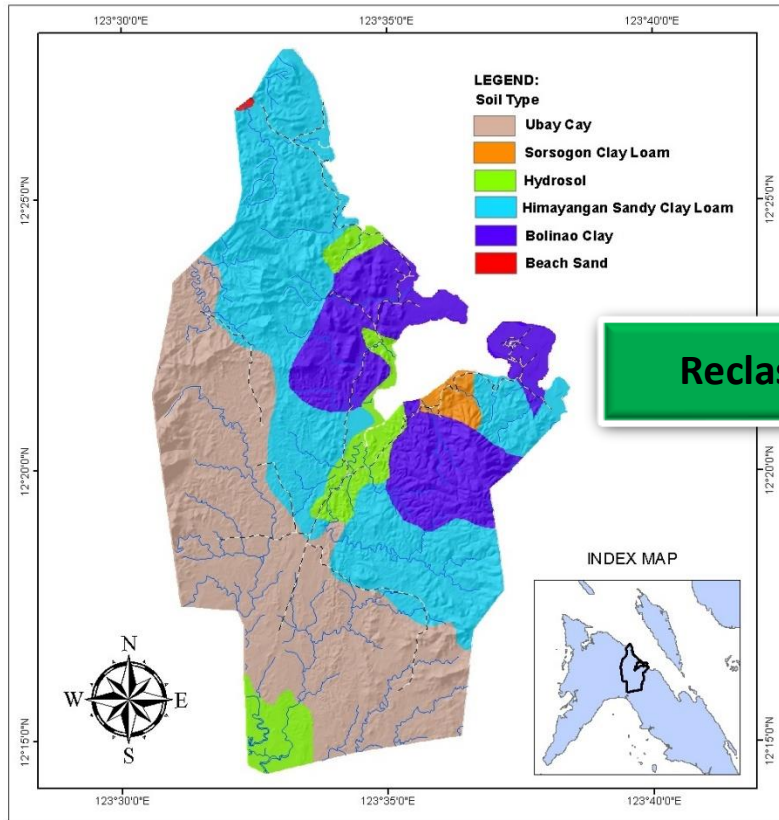 123°30'0"E 123°35'0"E 123°40'0"E
LEGEND:
Soil Type
Ubay Cay
Sorsogon Clay Loam
Hydrosol
Himayangan Sandy Clay Loam
Bolinao Clay
Beach Sand
12°25'0"N 12°25'0"N
Reclas
12°20'0"N 12°20'0"N
INDEX MAP
N
W E
S
12°15'0"N 12°15'0"N
123°30'0"E 123°35'0"E 123°40'0"E